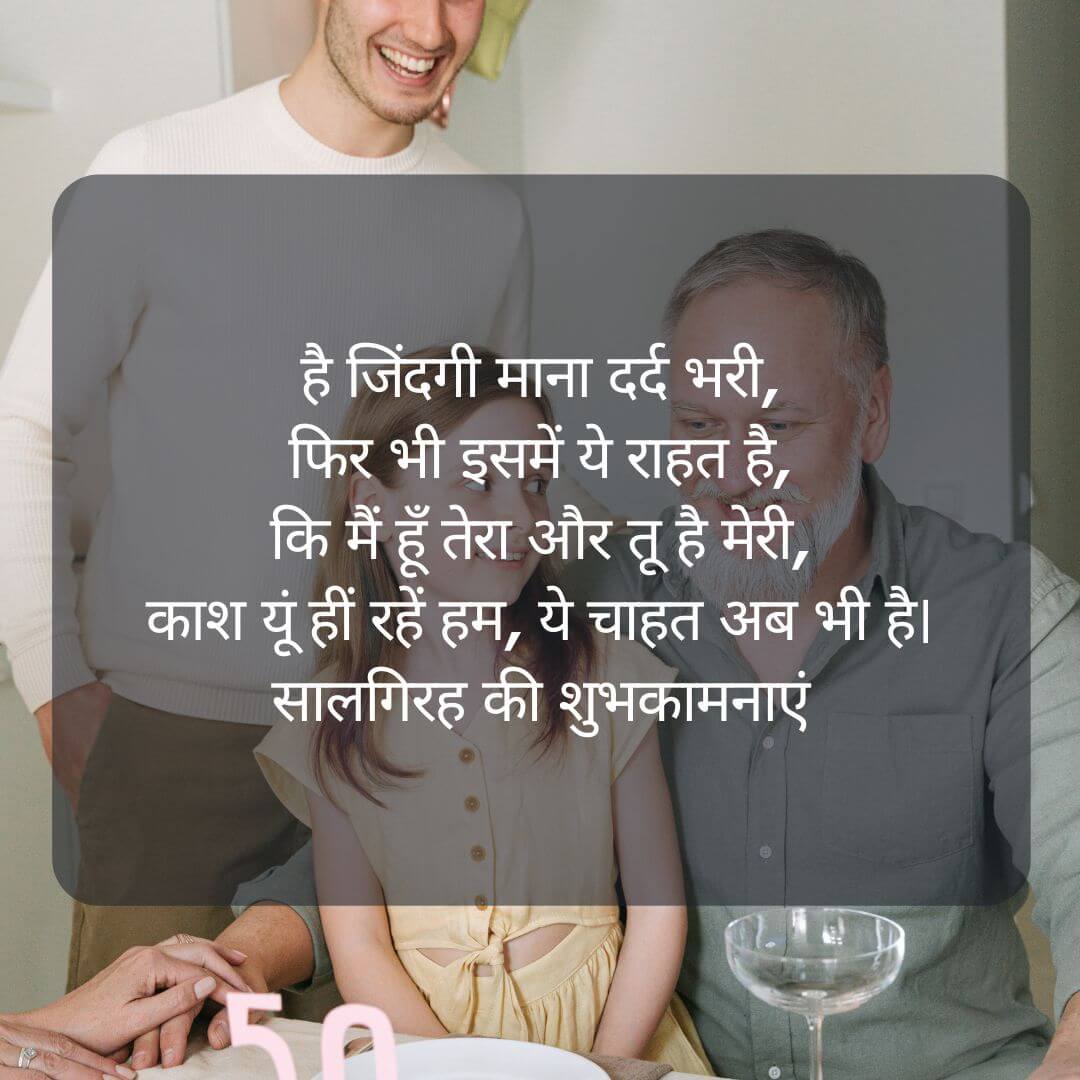 है जिंदगी माना दर्द भरी,
फिर भी इसमें ये राहत है,
कि मैं हूँ तेरा और तू है मेरी,
काश यूं हीं रहें हम, ये चाहत अब भी है।
सालगिरह की शुभकामनाएं
50